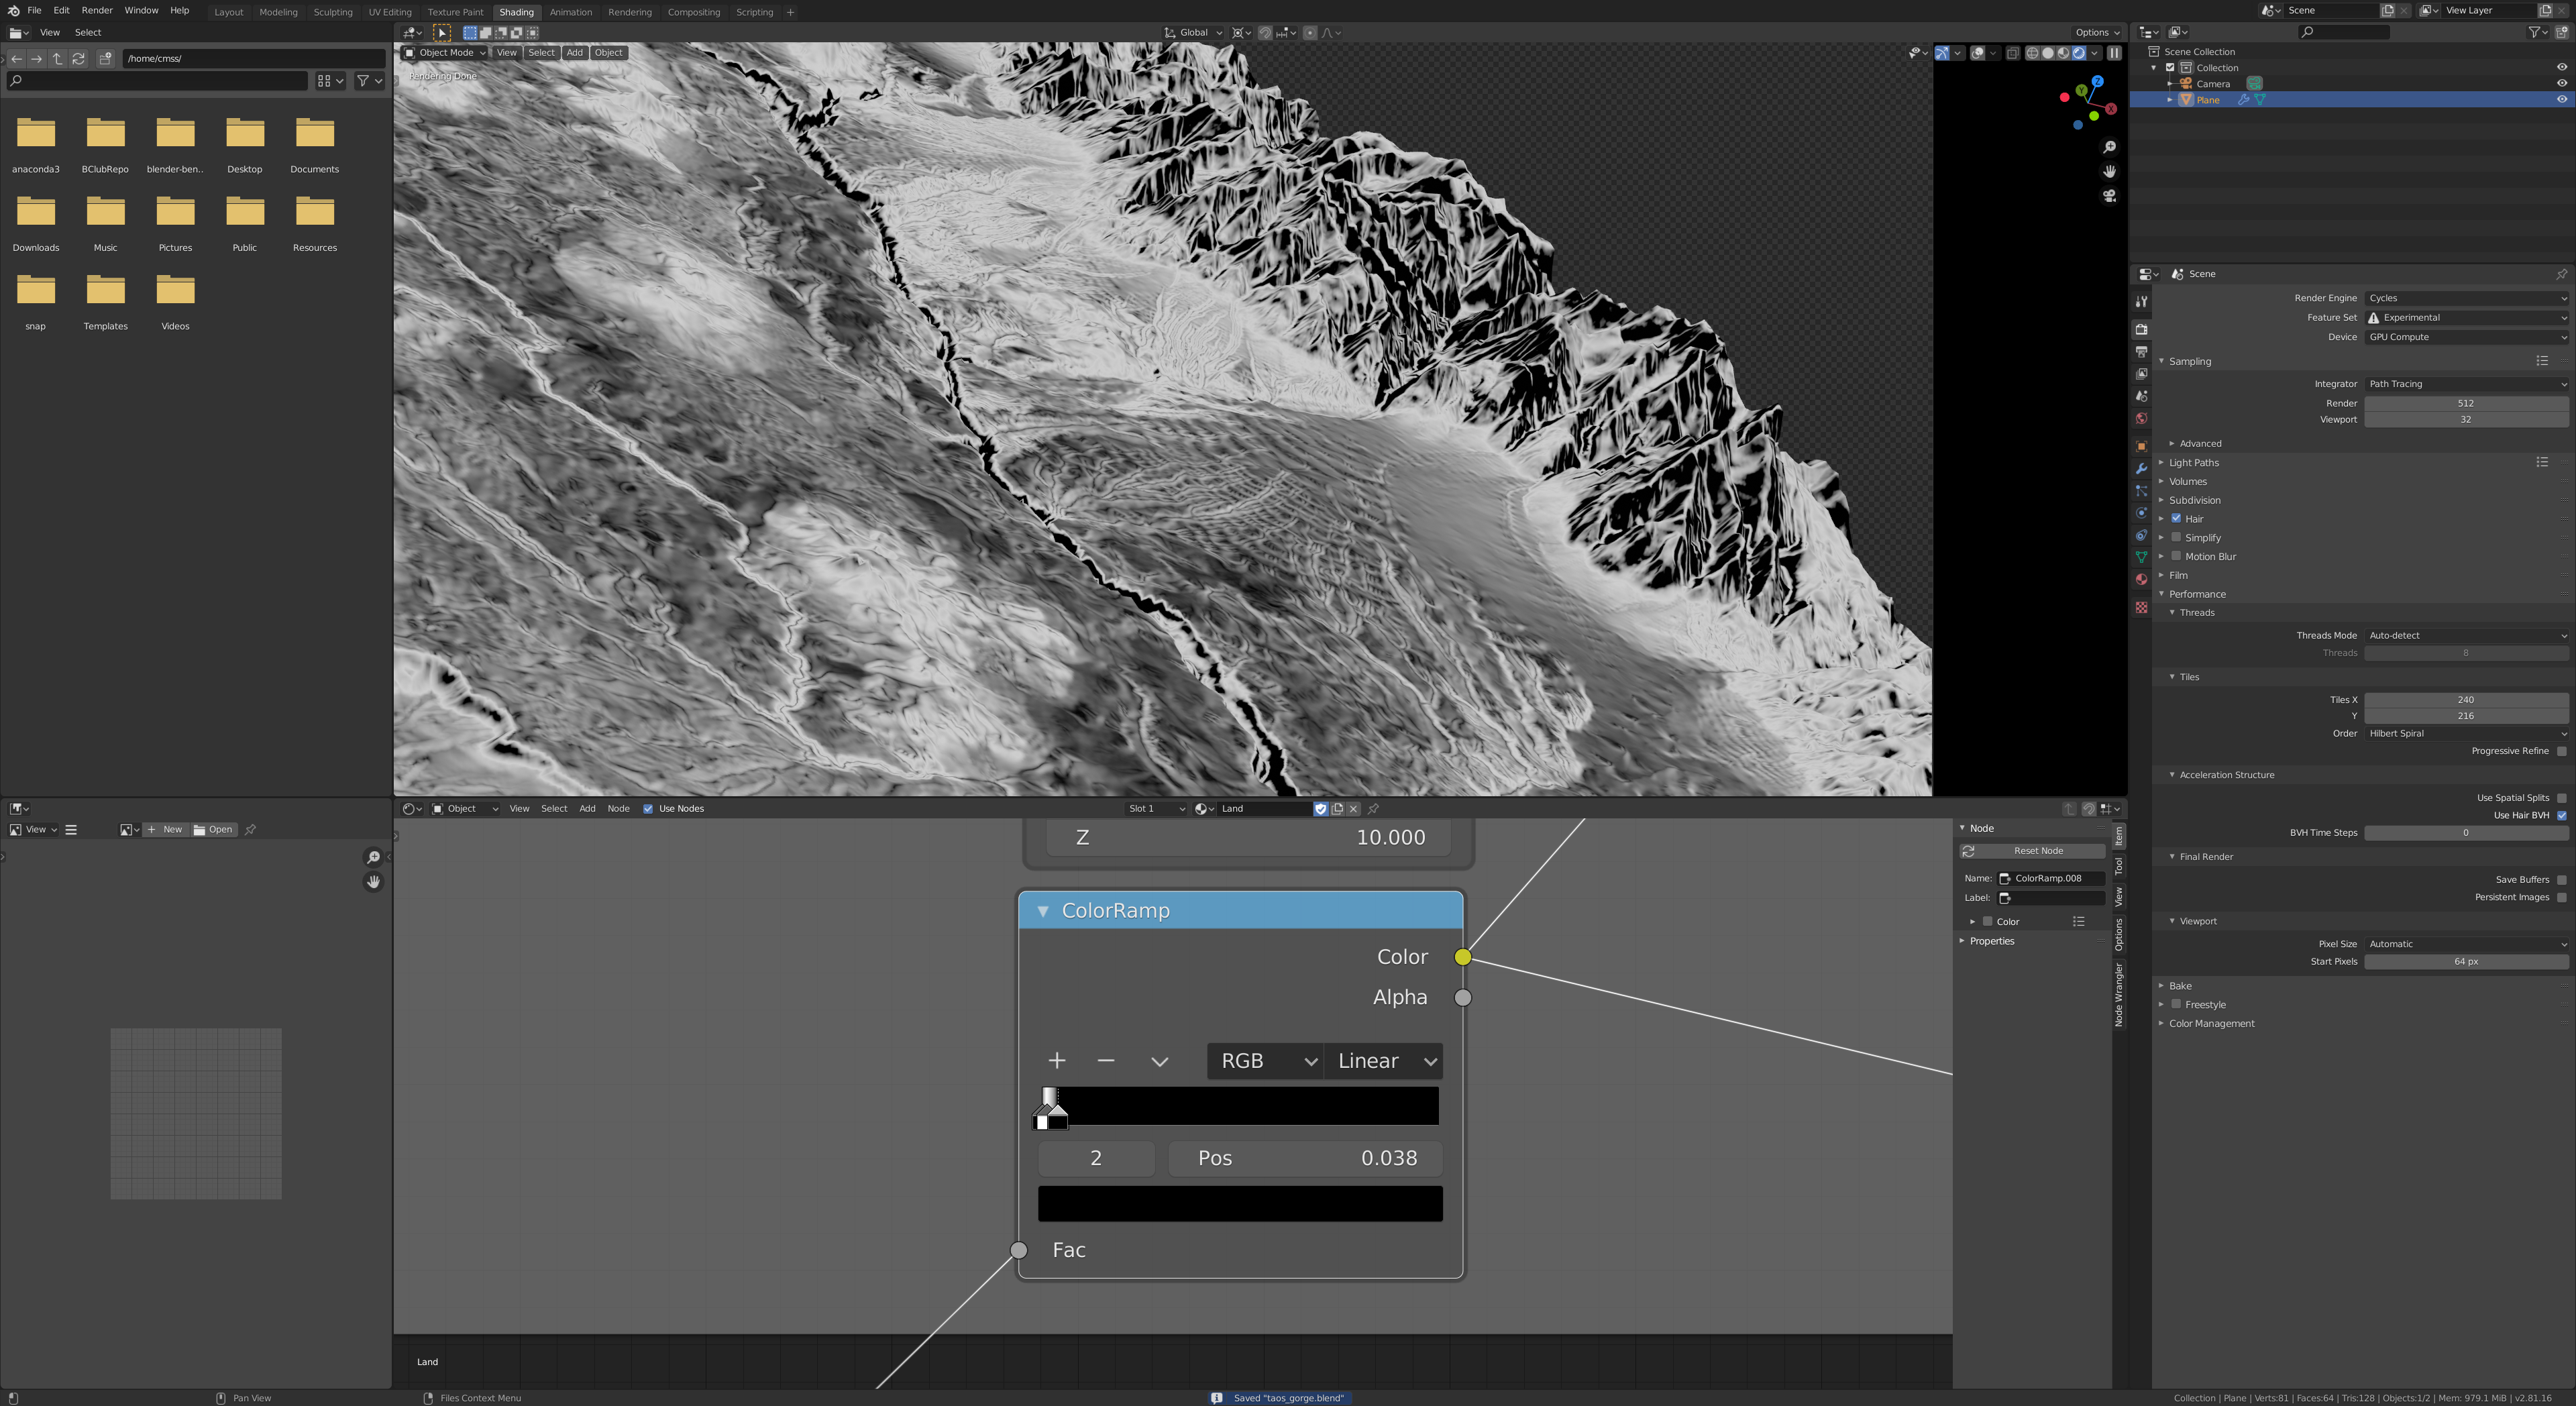 File Edit Render Window Help Layout Modeling Sculpting UV Editing Texture Paint Shading Animation Rendering Compositing Scripting + Scene View Layer
View Select
/home/cmss/
anaconda3 BClubRepo blender-ben.. Desktop Documents
Downloads Music Pictures Public Resources
snap Templates Videos
Global Options
Object Mode View Select Add Object
Rendering Done
Z
Y
X
Scene Collection
Collection
Camera
Plane
Scene
Render Engine Cycles
Feature Set Experimental
Device GPU Compute
Sampling
Integrator Path Tracing
Render 512
Viewport 32
Advanced
Light Paths
Volumes
Subdivision
Hair
Simplify
Motion Blur
Film
Performance
Threads
Threads Mode Auto-detect
Threads 8
Tiles
Tiles X 240
Y 216
Order Hilbert Spiral
Progressive Refine
Acceleration Structure
Use Spatial Splits
Use Hair BVH
BVH Time Steps 0
Final Render
Save Buffers
Persistent Images
Viewport
Pixel Size Automatic
Start Pixels 64 px
Bake
Freestyle
Color Management
View + New Open
Object View Select Add Node Use Nodes Slot 1 Land
Z 10.000
ColorRamp
Color
Alpha
RGB Linear
2 Pos 0.038
Fac
Land
Node
Reset Node
Name: ColorRamp.008
Label:
Color
Properties
Item
Tool
View
Options
Node Wrangler
Pan View Files Context Menu Saved "taos_gorge.blend" Collection | Plane | Verts:81 | Faces:64 | Tris:128 | Objects:1/2 | Mem: 979.1 MiB | v2.81.16